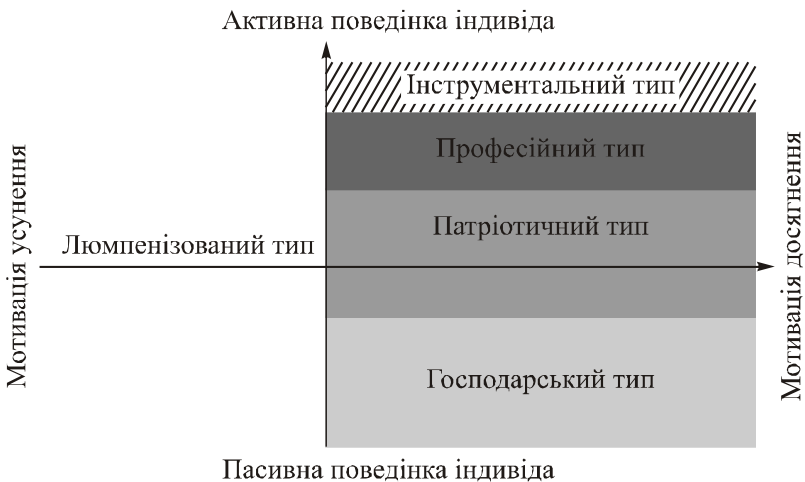 Активна поведінка індивіда
Інструментальний тип
Професійний тип
Патріотичний тип
Люмпенізований тип
Мотивація усунення
Мотивація досягнення
Господарський тип
Пасивна поведінка індивіда